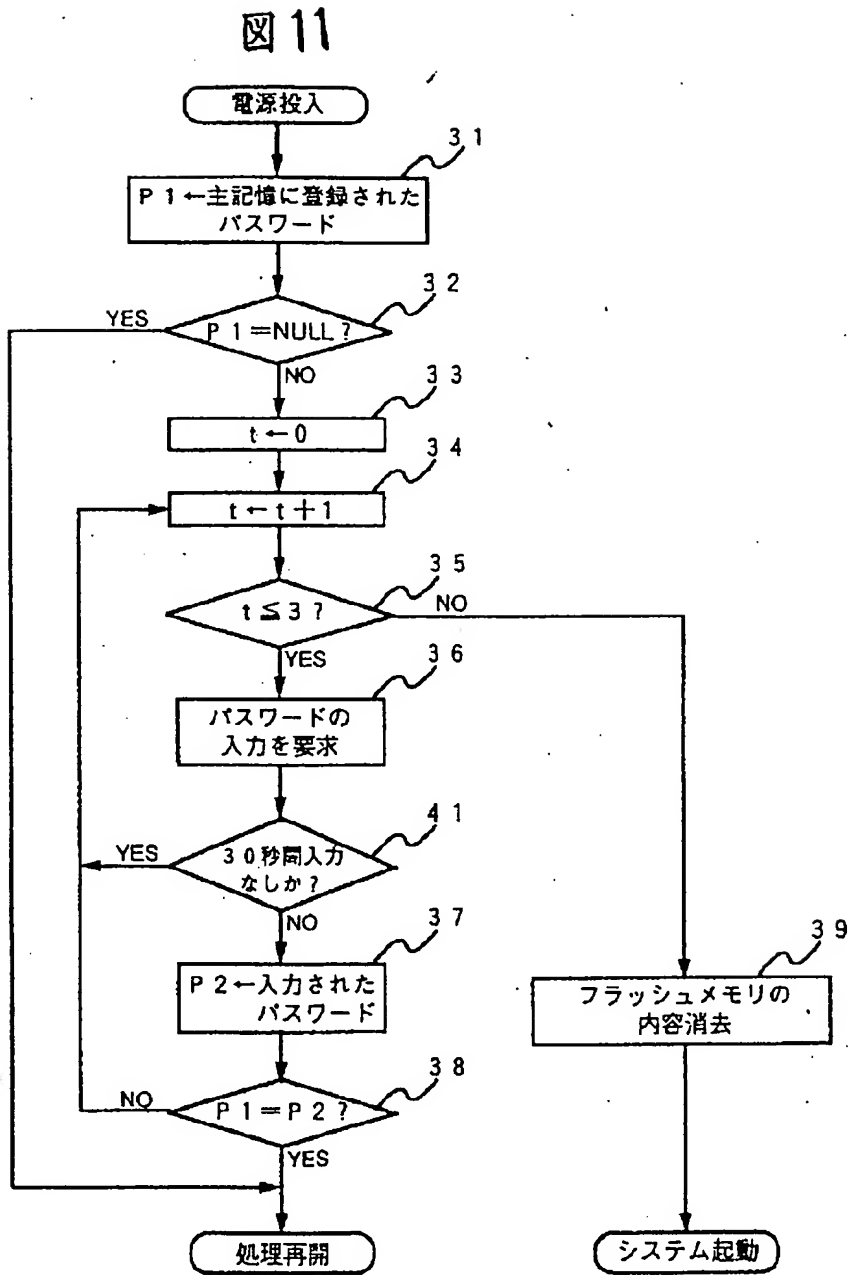 図11
電源投入
31
P1←主記憶に登録された
パスワード
32
YES
P1=NULL?
NO
33
t←0
34
t←t+1
35
t≦3?
NO
YES
36
パスワードの
入力を要求
41
YES
30秒間入力
なしか?
NO
37
P2←入力された
パスワード
39
フラッシュメモリの
内容消去
38
NO
P1=P2?
YES
処理再開
システム起動